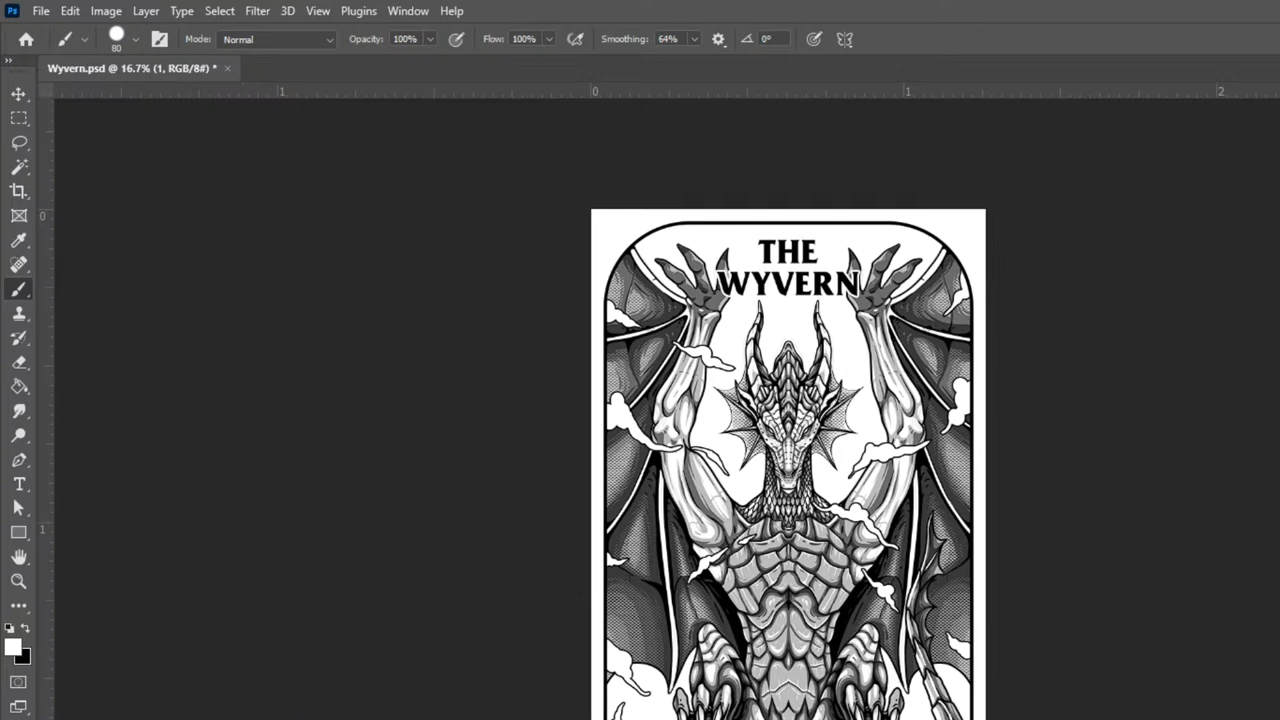 Ps File Edit Image Layer Type Select Filter 3D View Plugins Window Help
80 Mode: Normal Opacity: 100% Flow: 100% Smoothing: 64% 0°
Wyvern.psd @ 16.7% (1, RGB/8#) * ×
1 0 1 2
0
THE
WYVERN
1